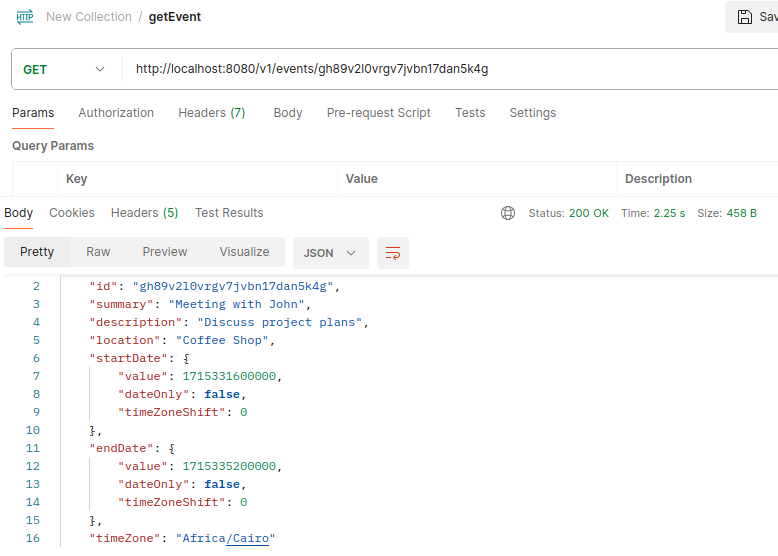 HTTP New Collection / getEvent Sav
GET http://localhost:8080/v1/events/gh89v2l0vrgv7jvbn17dan5k4g
Params Authorization Headers (7) Body Pre-request Script Tests Settings
Query Params
Key Value Description
Body Cookies Headers (5) Test Results Status: 200 OK Time: 2.25 s Size: 458 B
Pretty Raw Preview Visualize JSON
2 "id": "gh89v2l0vrgv7jvbn17dan5k4g",
3 "summary": "Meeting with John",
4 "description": "Discuss project plans",
5 "location": "Coffee Shop",
6 "startDate": {
7 "value": 1715331600000,
8 "dateOnly": false,
9 "timeZoneShift": 0
10 },
11 "endDate": {
12 "value": 1715335200000,
13 "dateOnly": false,
14 "timeZoneShift": 0
15 },
16 "timeZone": "Africa/Cairo"